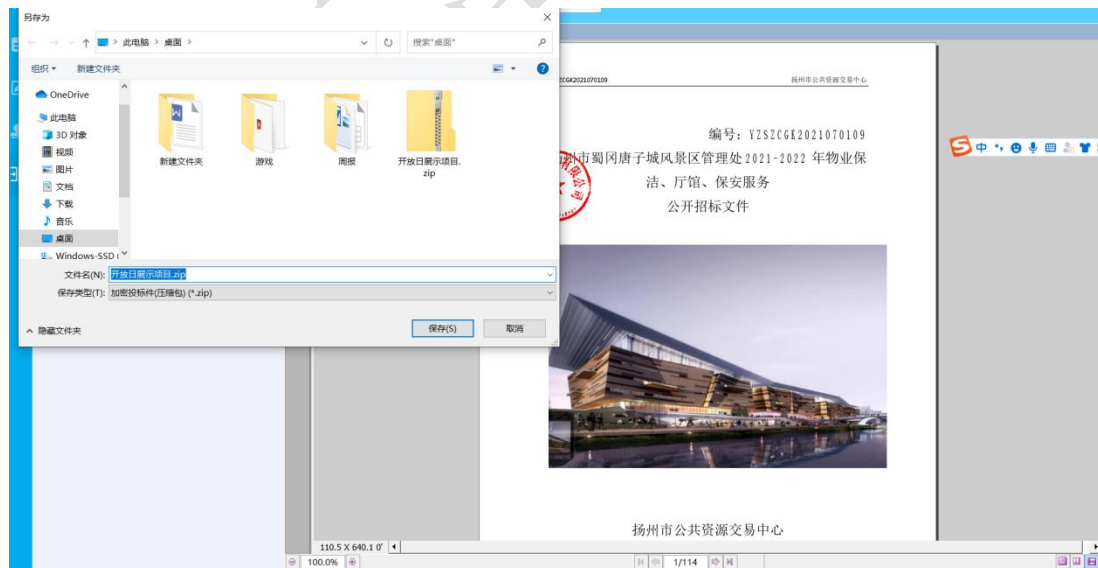 另存为
此电脑 > 桌面 >
搜索"桌面"
组织
新建文件夹
OneDrive
此电脑
3D 对象
视频
图片
文档
下载
音乐
桌面
Windows-SSD (
新建文件夹
游戏
周报
开放日展示项目.
zip
文件名(N): 开放日展示项目.zip
保存类型(T): 加密投标件(压缩包) (*.zip)
隐藏文件夹
保存(S)
取消
ZCGK2021070109
扬州市公共资源交易中心
编号: YZSZCGK2021070109
州市蜀冈唐子城风景区管理处 2021-2022 年物业保
洁、厅馆、保安服务
公开招标文件
有限公司
扬州市公共资源交易中心
中
110.5 X 640.1 0'
100.0%
1/114